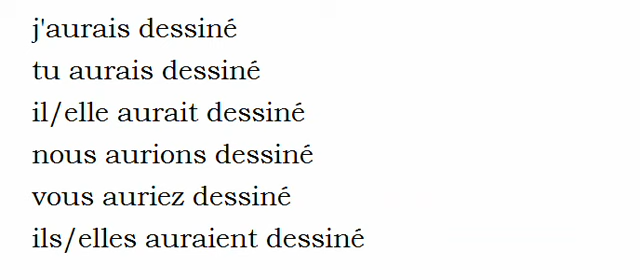 j'aurais dessiné
tu aurais dessiné
il/elle aurait dessiné
nous aurions dessiné
vous auriez dessiné
ils/elles auraient dessiné